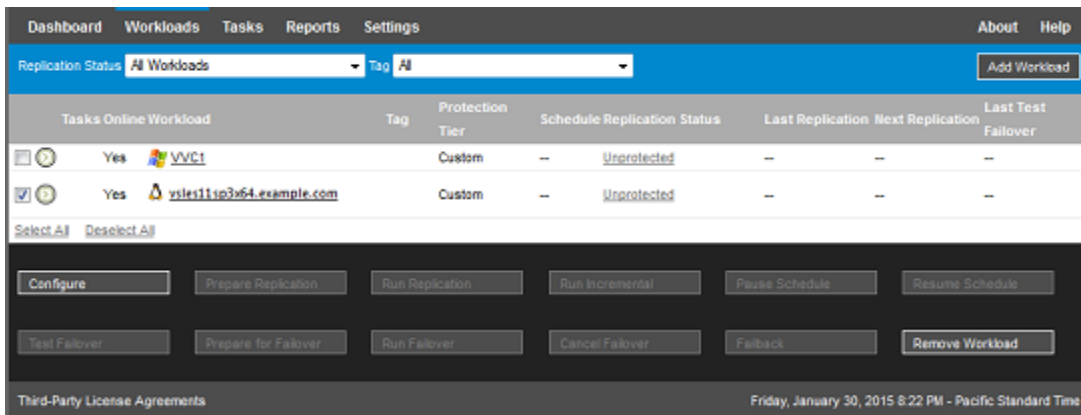 Dashboard Workloads Tasks Reports Settings About Help
Replication Status All Workloads Tag All Add Workload
Tasks Online Workload Tag Protection Tier Schedule Replication Status Last Replication Next Replication Last Test Failover
Yes VVC1 Custom -- Unprotected -- -- --
Yes vsles11sp3x64.example.com Custom -- Unprotected -- -- --
Select All Deselect All
Configure Prepare Replication Run Replication Run Incremental Pause Schedule Resume Schedule
Test Failover Prepare for Failover Run Failover Cancel Failover Failback Remove Workload
Third-Party License Agreements Friday, January 30, 2015 8:22 PM - Pacific Standard Time